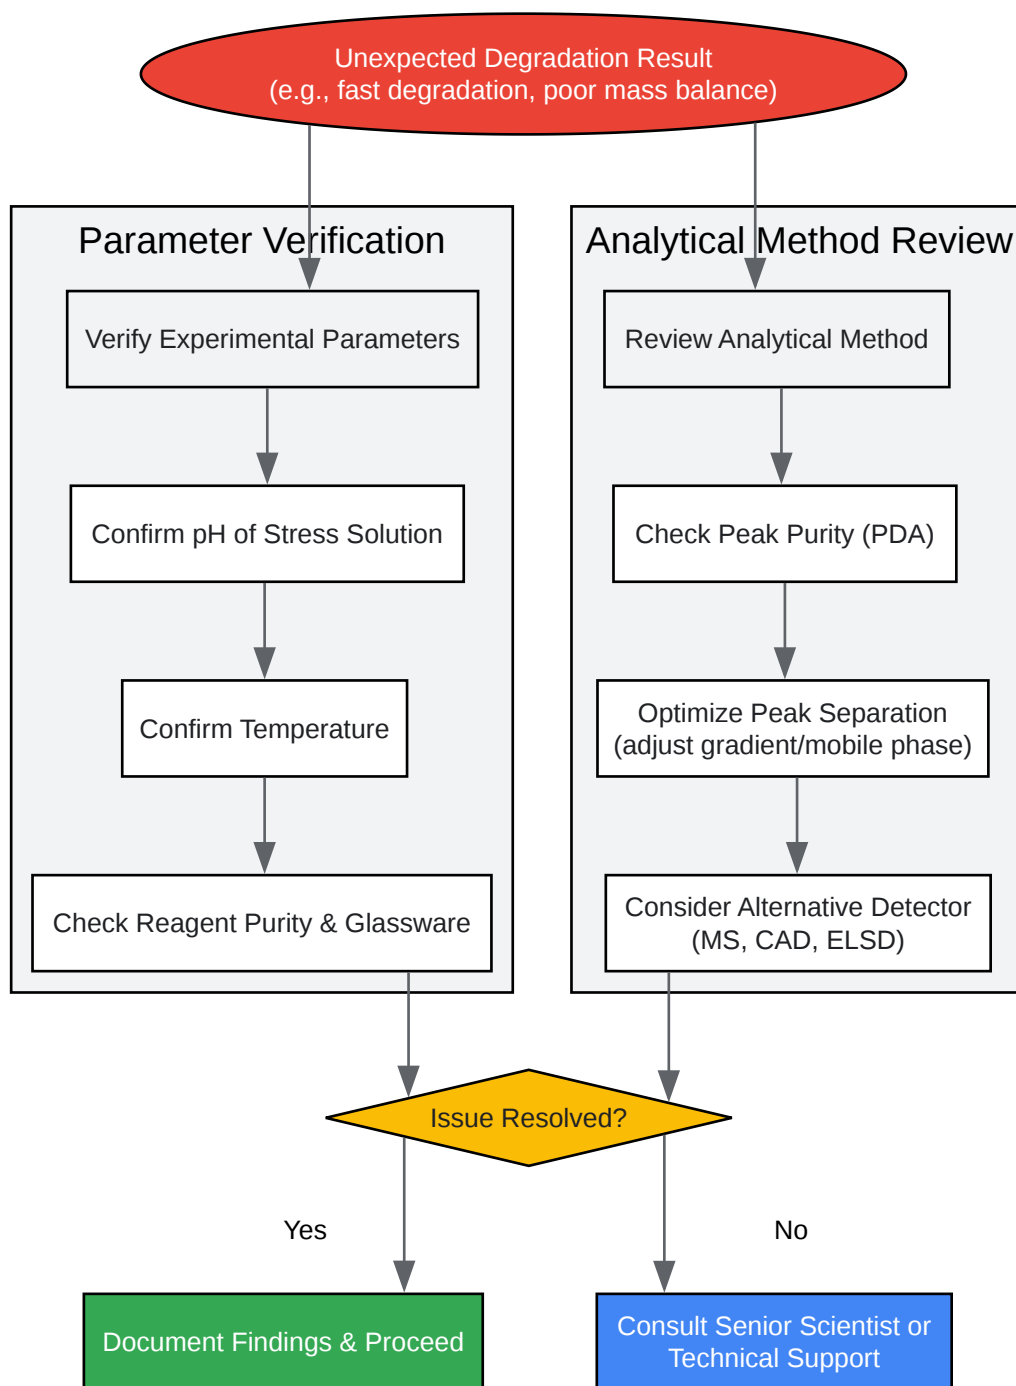 Unexpected Degradation Result
(e.g., fast degradation, poor mass balance)
Parameter Verification
Verify Experimental Parameters
Confirm pH of Stress Solution
Confirm Temperature
Check Reagent Purity & Glassware
Analytical Method Review
Review Analytical Method
Check Peak Purity (PDA)
Optimize Peak Separation
(adjust gradient/mobile phase)
Consider Alternative Detector
(MS, CAD, ELSD)
Issue Resolved?
Yes
No
Document Findings & Proceed
Consult Senior Scientist or
Technical Support